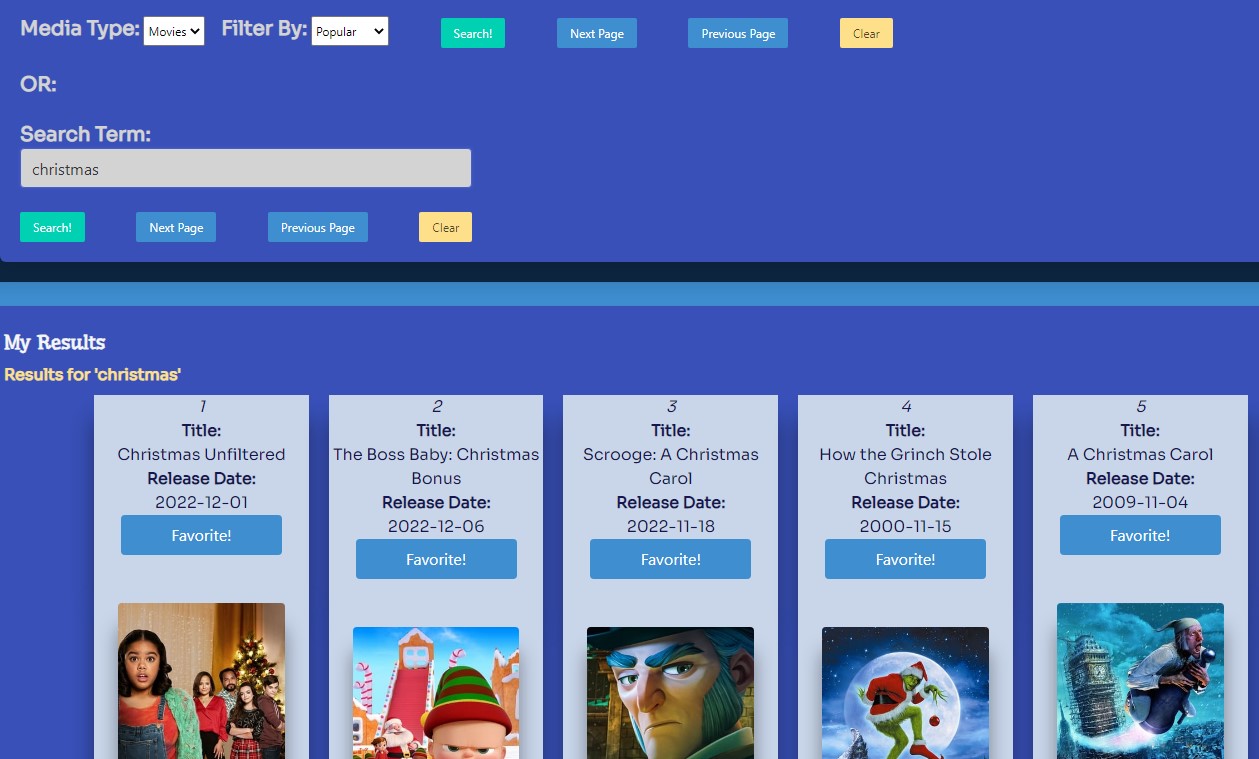 Media Type: Movies Filter By: Popular Search! Next Page Previous Page Clear
OR:
Search Term:
christmas
Search! Next Page Previous Page Clear
My Results
Results for 'christmas'
1
Title:
Christmas Unfiltered
Release Date:
2022-12-01
Favorite!
2
Title:
The Boss Baby: Christmas
Bonus
Release Date:
2022-12-06
Favorite!
3
Title:
Scrooge: A Christmas
Carol
Release Date:
2022-11-18
Favorite!
4
Title:
How the Grinch Stole
Christmas
Release Date:
2000-11-15
Favorite!
5
Title:
A Christmas Carol
Release Date:
2009-11-04
Favorite!